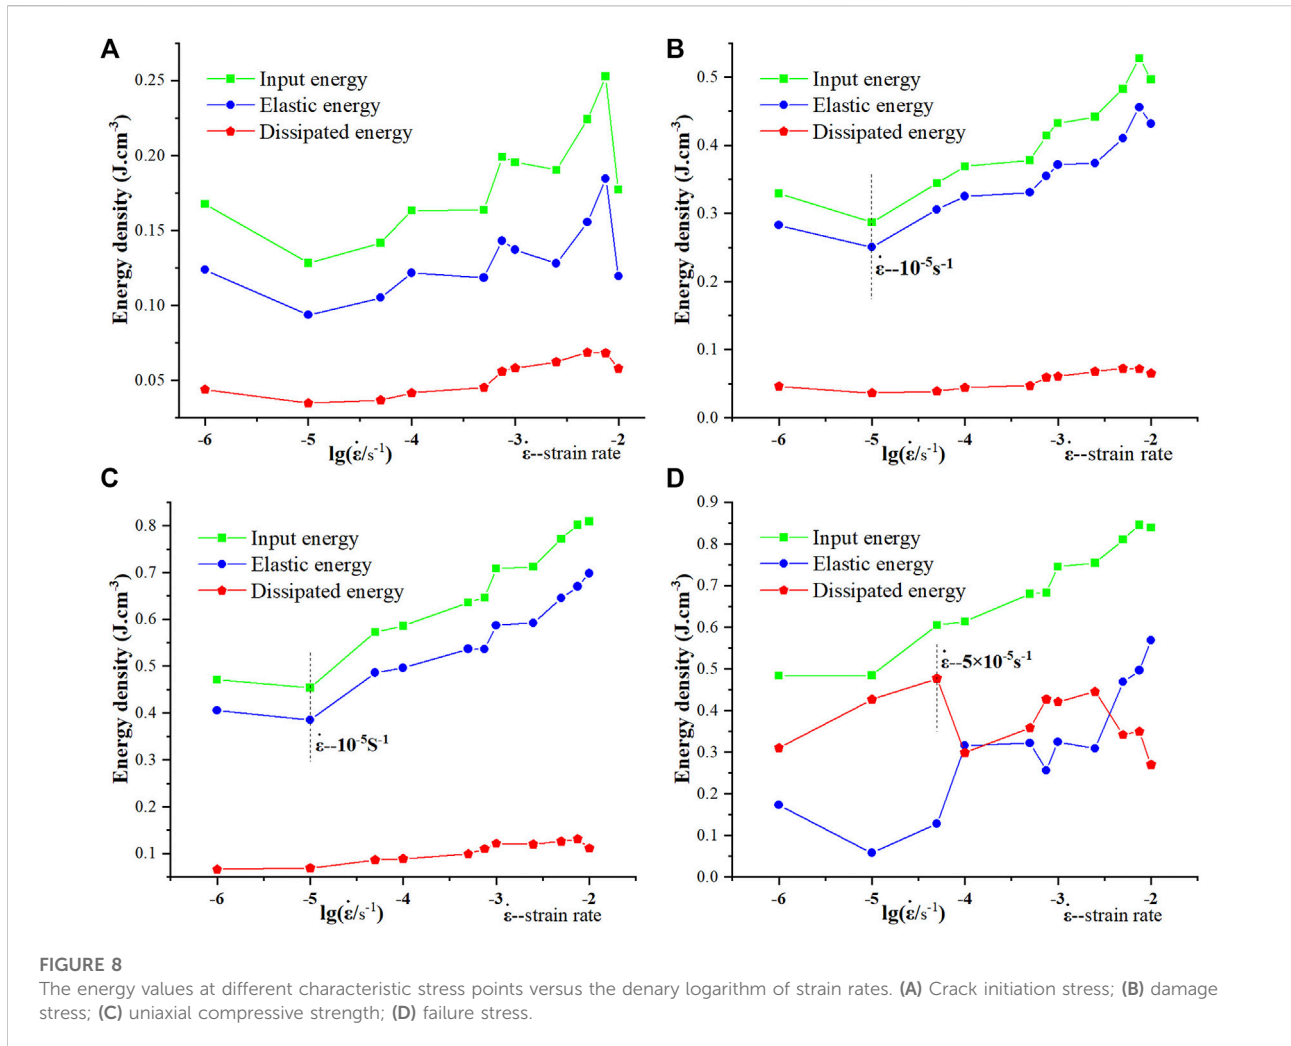 A
Input energy
Elastic energy
Dissipated energy
Energy density (J.cm-3)
0.25
0.20
0.15
0.10
0.05
-6
-5
-4
-3
-2
lg(ε̇/s-1)
ε̇--strain rate
B
Input energy
Elastic energy
Dissipated energy
Energy density (J.cm-3)
0.5
0.4
0.3
0.2
0.1
0.0
ε̇--10-5s-1
-6
-5
-4
-3
-2
lg(ε̇/s-1)
ε̇--strain rate
C
Input energy
Elastic energy
Dissipated energy
Energy density (J.cm-3)
0.8
0.7
0.6
0.5
0.4
0.3
0.2
0.1
ε̇--10-5S-1
-6
-5
-4
-3
-2
lg(ε̇/s-1)
ε̇--strain rate
D
Input energy
Elastic energy
Dissipated energy
Energy density (J.cm-3)
0.9
0.8
0.7
0.6
0.5
0.4
0.3
0.2
0.1
0.0
ε̇--5×10-5s-1
-6
-5
-4
-3
-2
lg(ε̇/s-1)
ε̇--strain rate
FIGURE 8
The energy values at different characteristic stress points versus the denary logarithm of strain rates. (A) Crack initiation stress; (B) damage
stress; (C) uniaxial compressive strength; (D) failure stress.